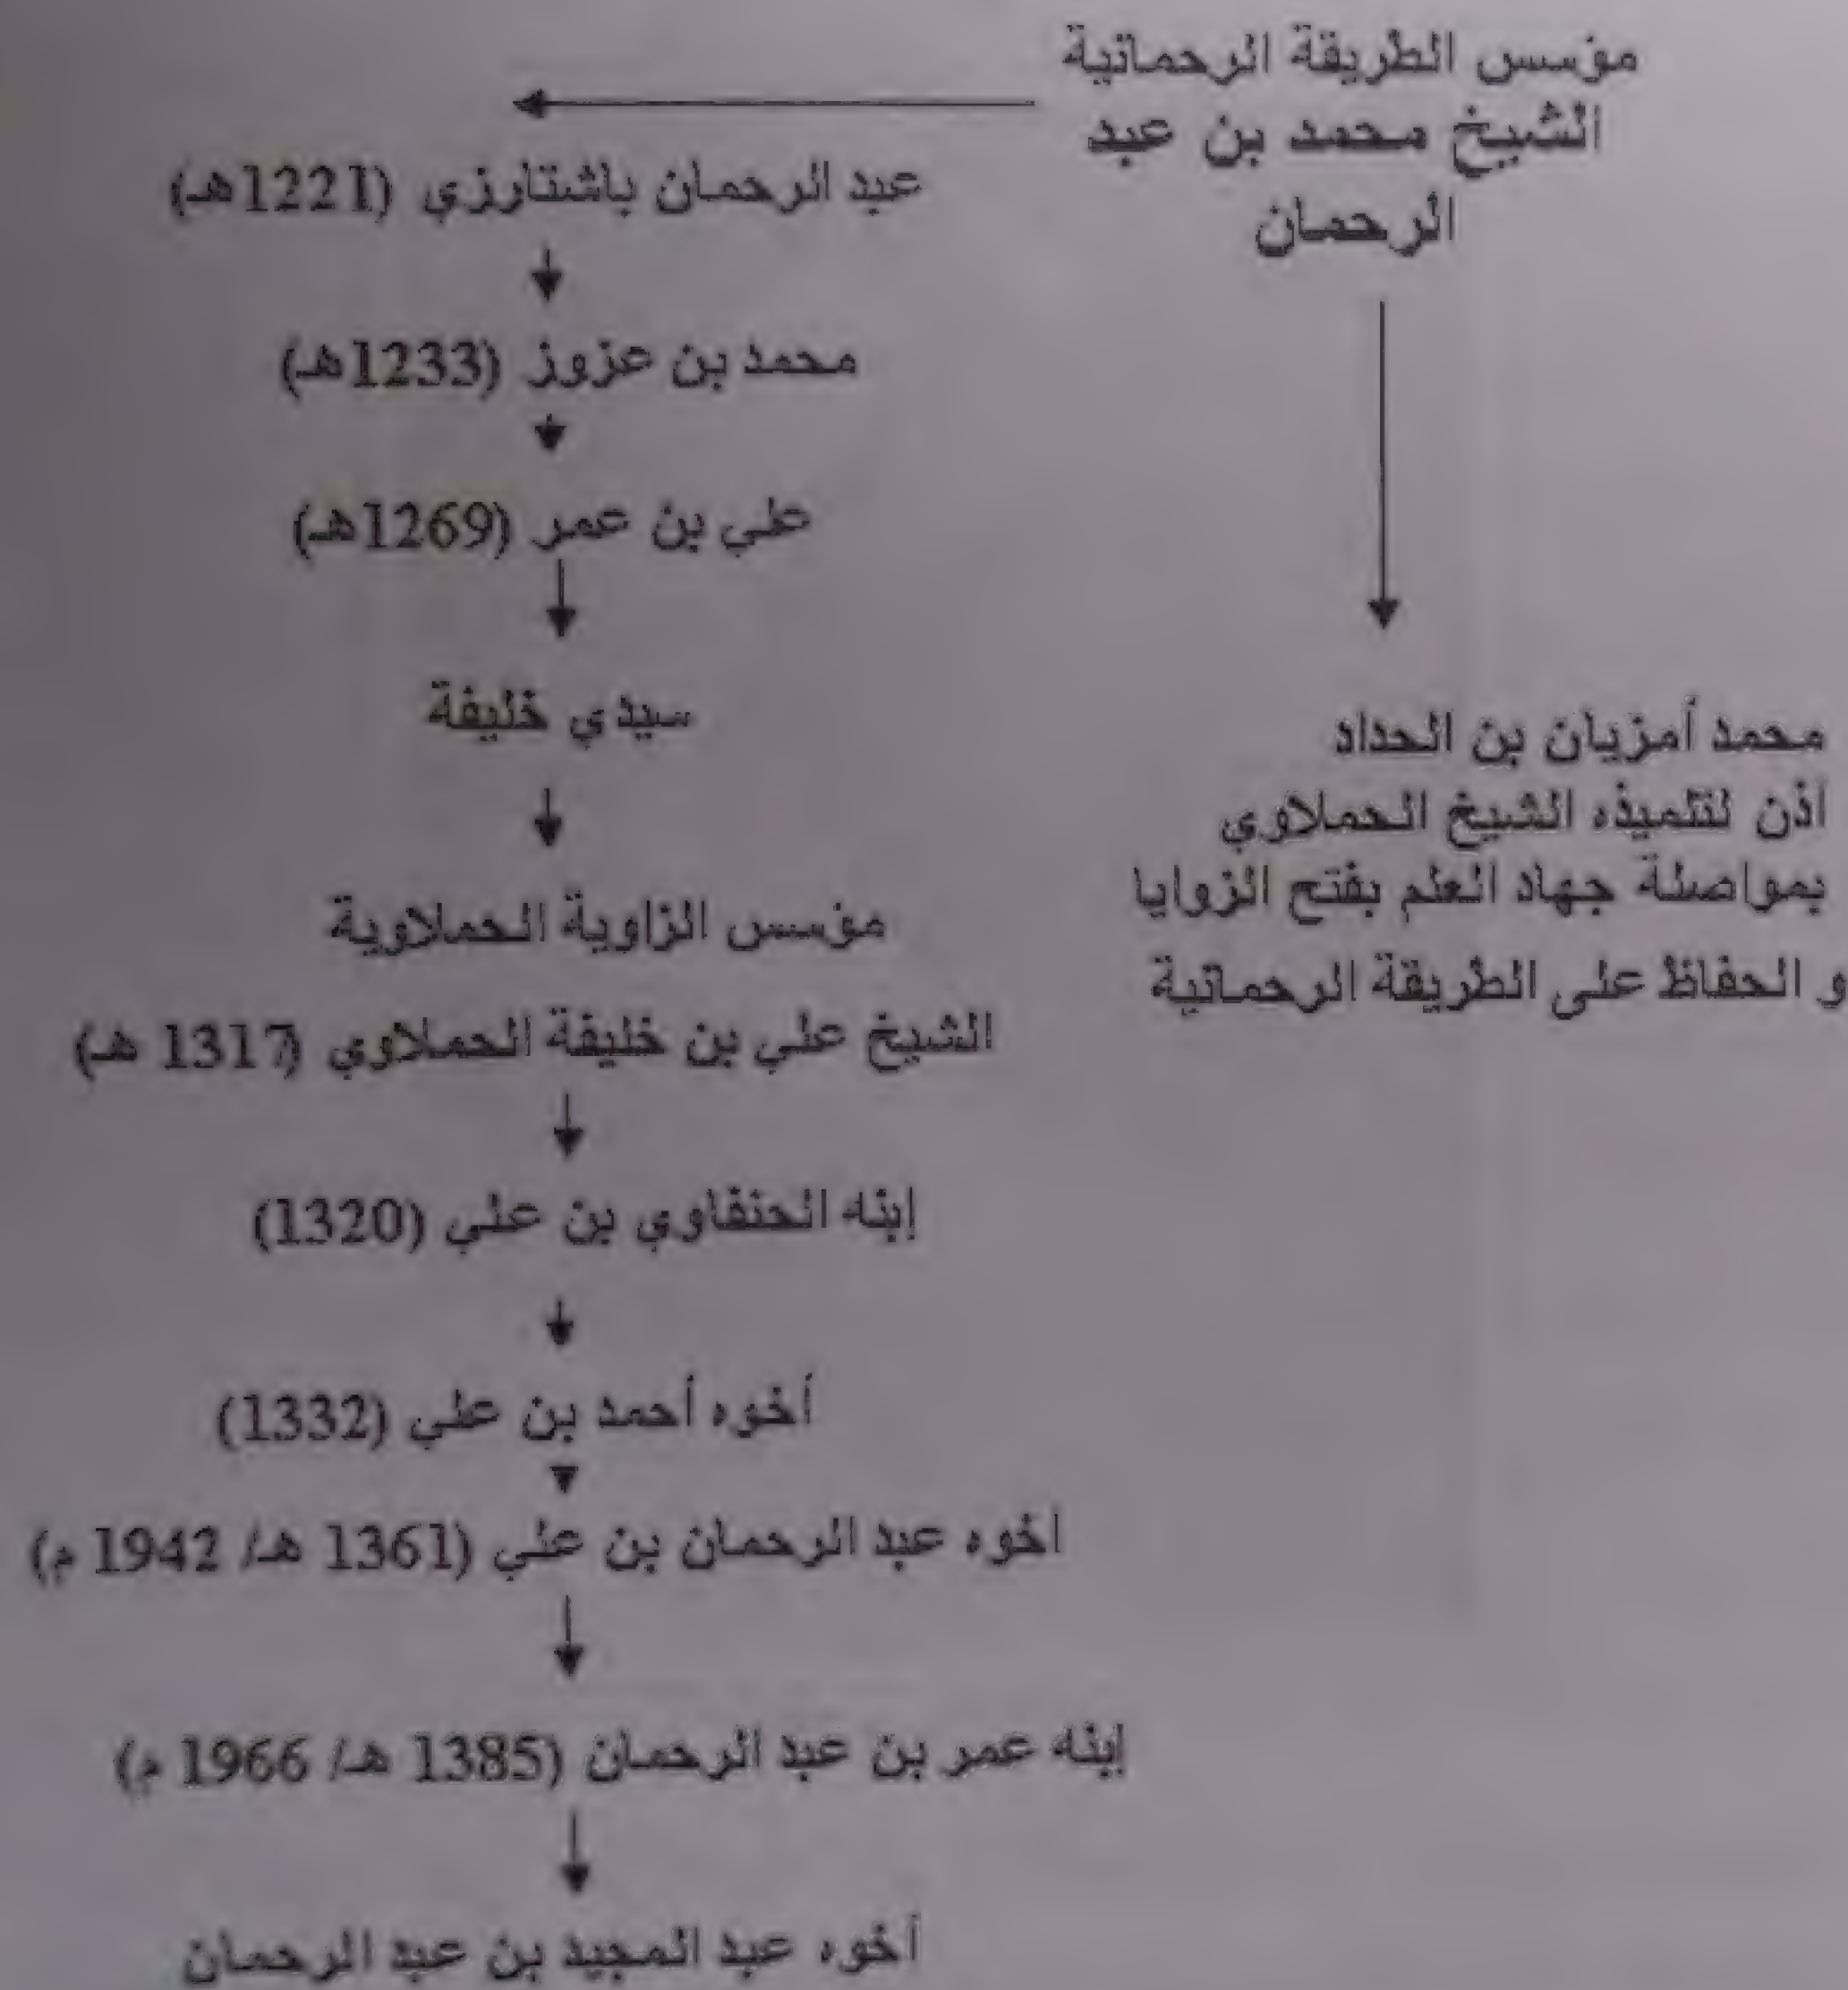 مؤسس الطريقة الرحمانية
الشيخ محمد بن عبد
الرحمان
عبد الرحمان باشتارزي (1221هـ)
محمد بن عزوز (1233هـ)
علي بن عمر (1269هـ)
سيدي خليفة
محمد أمزيان بن الحداد
أذن لتلميذه الشيخ الحملاوي
بمواصلة جهاد العلم بفتح الزوايا
و الحفاظ على الطريقة الرحمانية
مؤسس الزاوية الحملاوية
الشيخ علي بن خليفة الحملاوي (1317 هـ)
إبنه الحنفاوي بن علي (1320)
أخوه أحمد بن علي (1332)
اخوه عبد الرحمان بن علي (1361 هـ/ 1942 م)
إبنه عمر بن عبد الرحمان (1385 هـ/ 1966 م)
أخوه عبد المجيد بن عبد الرحمان